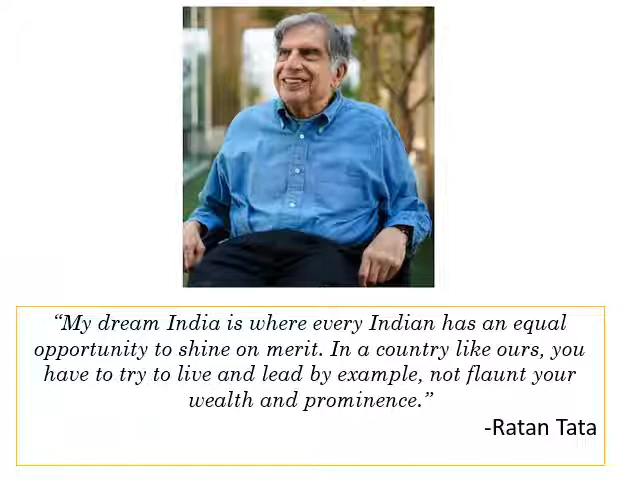 “My dream India is where every Indian has an equal
opportunity to shine on merit. In a country like ours, you
have to try to live and lead by example, not flaunt your
wealth and prominence.”
-Ratan Tata